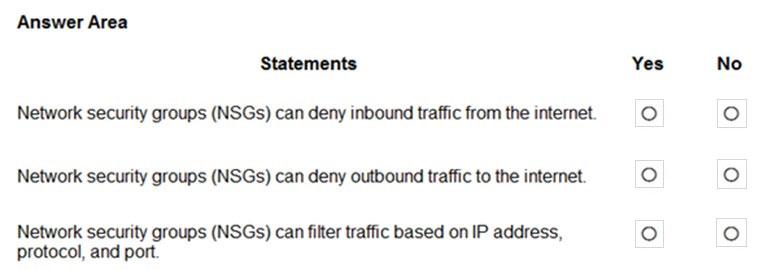 Answer Area
Statements Yes No
Network security groups (NSGs) can deny inbound traffic from the internet.
Network security groups (NSGs) can deny outbound traffic to the internet.
Network security groups (NSGs) can filter traffic based on IP address,
protocol, and port.